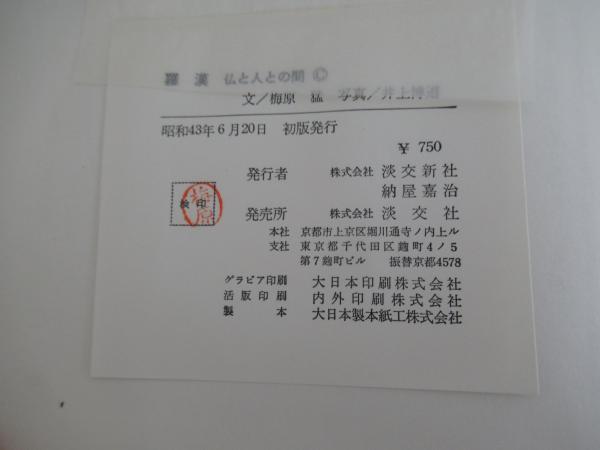 羅漢 仏と人との間 ©
文／梅原 猛 写真／井上博道
昭和43年6月20日 初版発行
¥ 750
発行者 株式会社 淡交新社
納屋嘉治
検印
梅原
発売所 株式会社 淡交社
本社 京都市上京区堀川通寺ノ内上ル
支社 東京都千代田区麹町4ノ5
第7麹町ビル 振替京都4578
グラビア印刷 大日本印刷株式会社
活版印刷 内外印刷株式会社
製本 大日本製本紙工株式会社